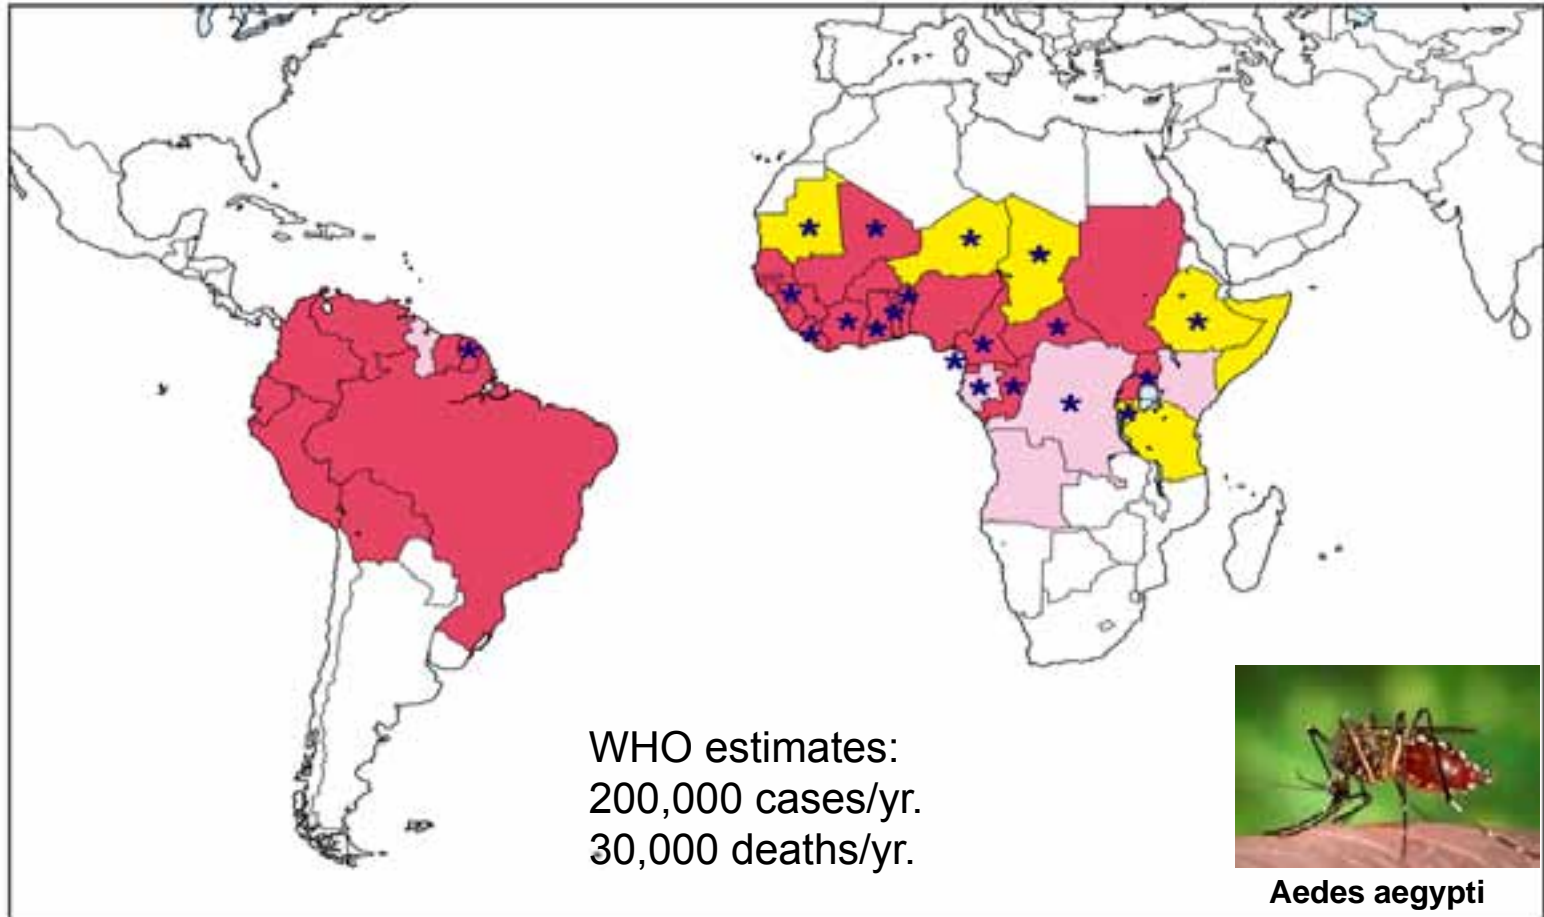 WHO estimates:
200,000 cases/yr.
30,000 deaths/yr.
Aedes aegypti